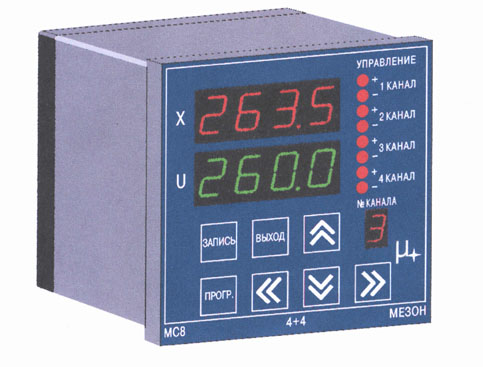 УПРАВЛЕНИЕ
X 263.5
+
1 КАНАЛ
–
+
2 КАНАЛ
–
U 260.0
+
3 КАНАЛ
–
+
4 КАНАЛ
–
№ КАНАЛА
3
ЗАПИСЬ ВЫХОД
μ
ПРОГР.
МС8 4+4 МЕЗОН